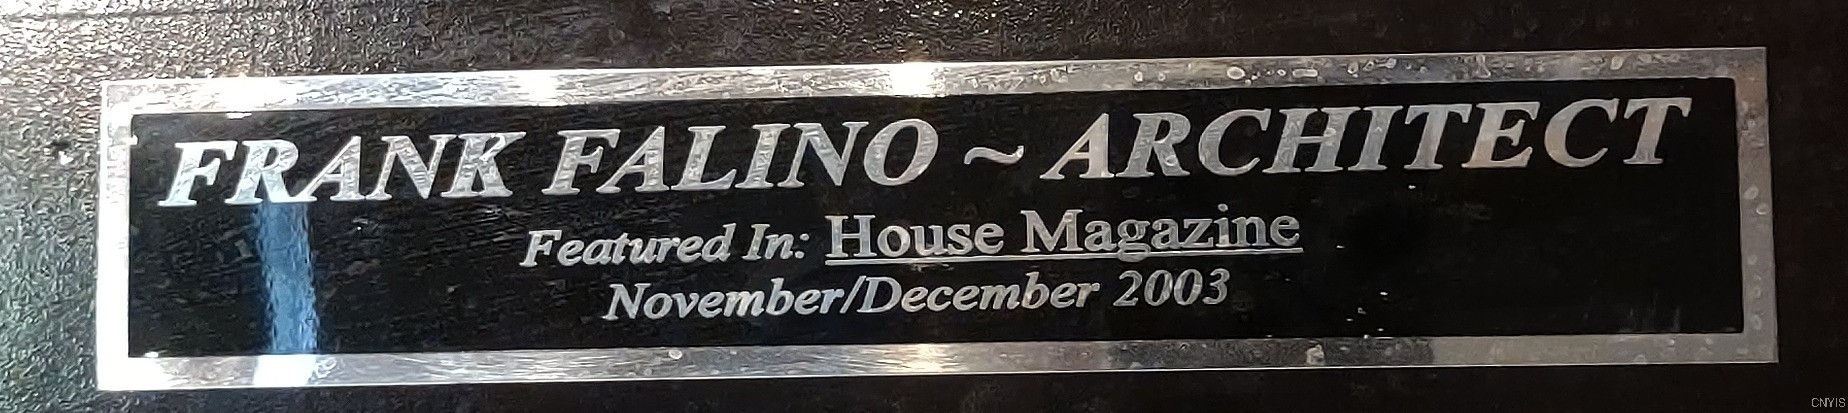 FRANK FALINO ~ ARCHITECT
Featured In: House Magazine
November/December 2003
CNYIS